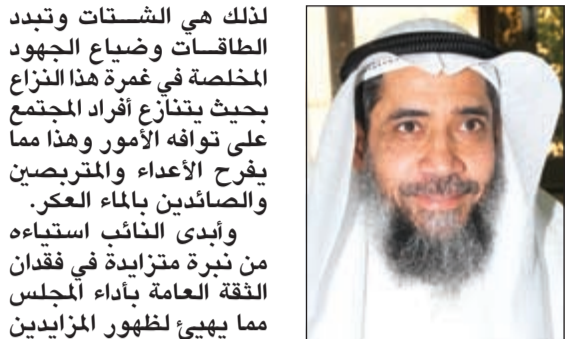 لذلك هي الشتات وتبدد
الطاقات وضياع الجهود
المخلصة في غمرة هذا النزاع
بحيث يتنازع أفراد المجتمع
على توافه الأمور وهذا مما
يفرح الأعداء والمتربصين
والصائدين بالماء العكر.
وأبدى النائب استياءه
من نبرة متزايدة في فقدان
الثقة العامة بأداء المجلس
مما يهيئ لظهور المزايدين